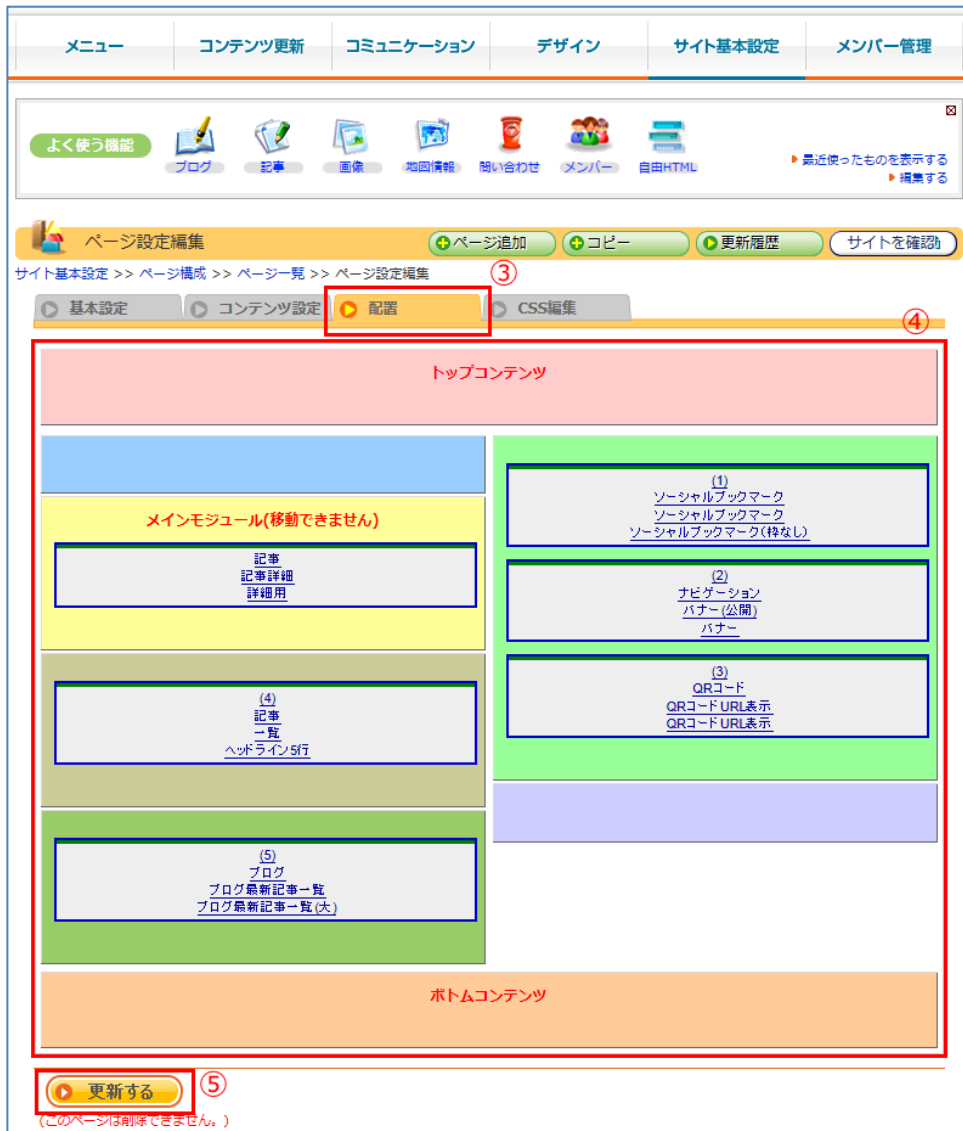 メニュー
コンテンツ更新
コミュニケーション
デザイン
サイト基本設定
メンバー管理
よく使う機能
ブログ
記事
画像
地図情報
問い合わせ
メンバー
自由HTML
最近使ったものを表示する
編集する
ページ設定編集
ページ追加
コピー
更新履歴
サイトを確認
サイト基本設定 >> ページ構成 >> ページ一覧 >> ページ設定編集
③
基本設定
コンテンツ設定
配置
CSS編集
④
トップコンテンツ
メインモジュール(移動できません)
記事
記事詳細
詳細用
(4)
記事
一覧
ヘッドライン5行
(5)
ブログ
ブログ最新記事一覧
ブログ最新記事一覧(大)
(1)
ソーシャルブックマーク
ソーシャルブックマーク
ソーシャルブックマーク(枠なし)
(2)
ナビゲーション
バナー(公開)
バナー
(3)
QRコード
QRコードURL表示
QRコードURL表示
ボトムコンテンツ
更新する
⑤
(このページは削除できません。)